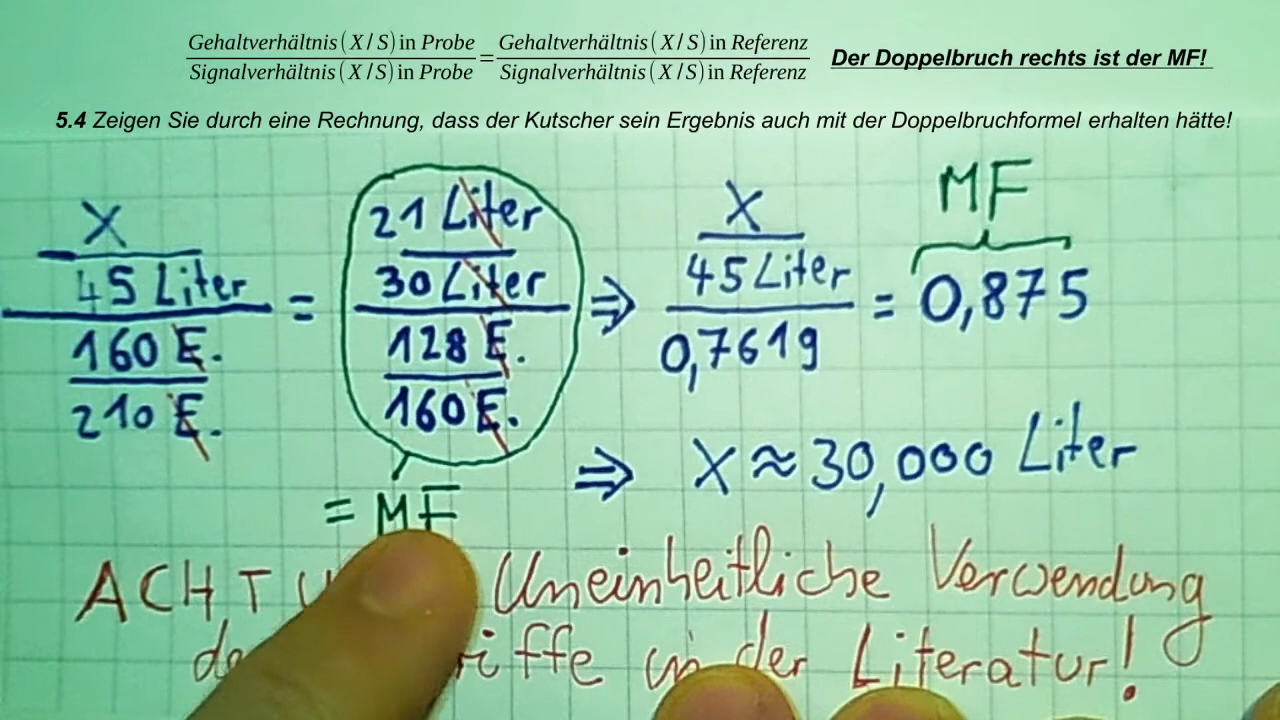 Gehaltverhältnis(X/S) in Probe = Gehaltverhältnis(X/S) in Referenz
Signalverhältnis(X/S) in Probe Signalverhältnis(X/S) in Referenz
Der Doppelbruch rechts ist der MF!
5.4 Zeigen Sie durch eine Rechnung, dass der Kutscher sein Ergebnis auch mit der Doppelbruchformel erhalten hätte!
X
45 Liter
160 E.
210 E.
=
21 Liter
30 Liter
128 E.
160 E.
= MF
⇒
X
45 Liter
0,7619
= 0,875
MF
⇒ X ≈ 30,000 Liter
Uneinheitliche Verwendung
in der Literatur!